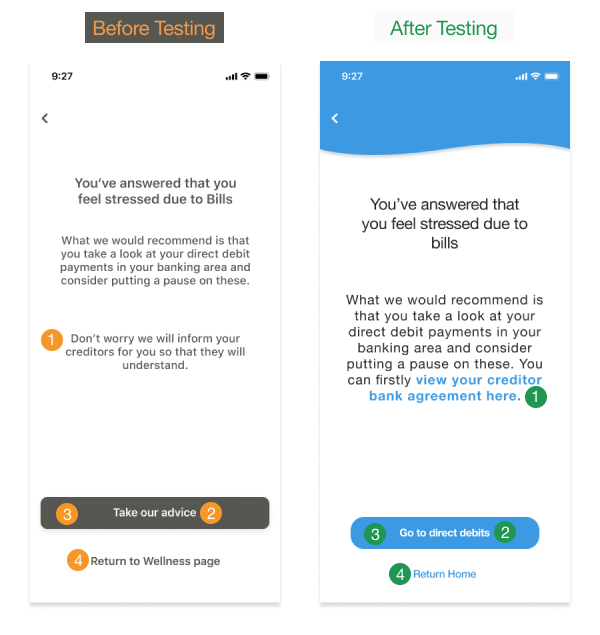 Before Testing
After Testing
9:27
You've answered that you
feel stressed due to Bills
What we would recommend is that
you take a look at your direct debit
payments in your banking area and
consider putting a pause on these.
1
Don't worry we will inform your
creditors for you so that they will
understand.
3 Take our advice 2
4 Return to Wellness page
9:27
You've answered that
you feel stressed due to
bills
What we would recommend is
that you take a look at your
direct debit payments in your
banking area and consider
putting a pause on these. You
can firstly view your creditor
bank agreement here. 1
3 Go to direct debits 2
4 Return Home